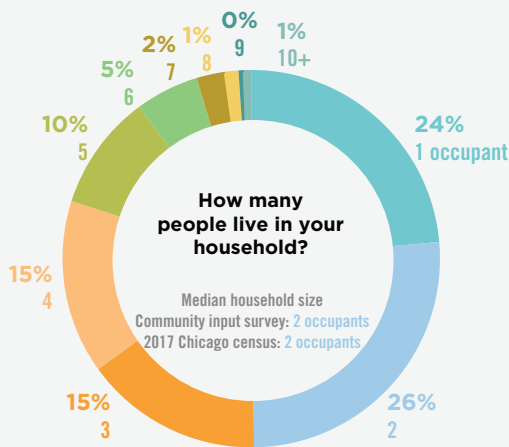 0%
9
1%
10+
1%
8
2%
7
5%
6
10%
5
15%
4
15%
3
26%
2
24%
1 occupant
How many
people live in your
household?
Median household size
Community input survey: 2 occupants
2017 Chicago census: 2 occupants